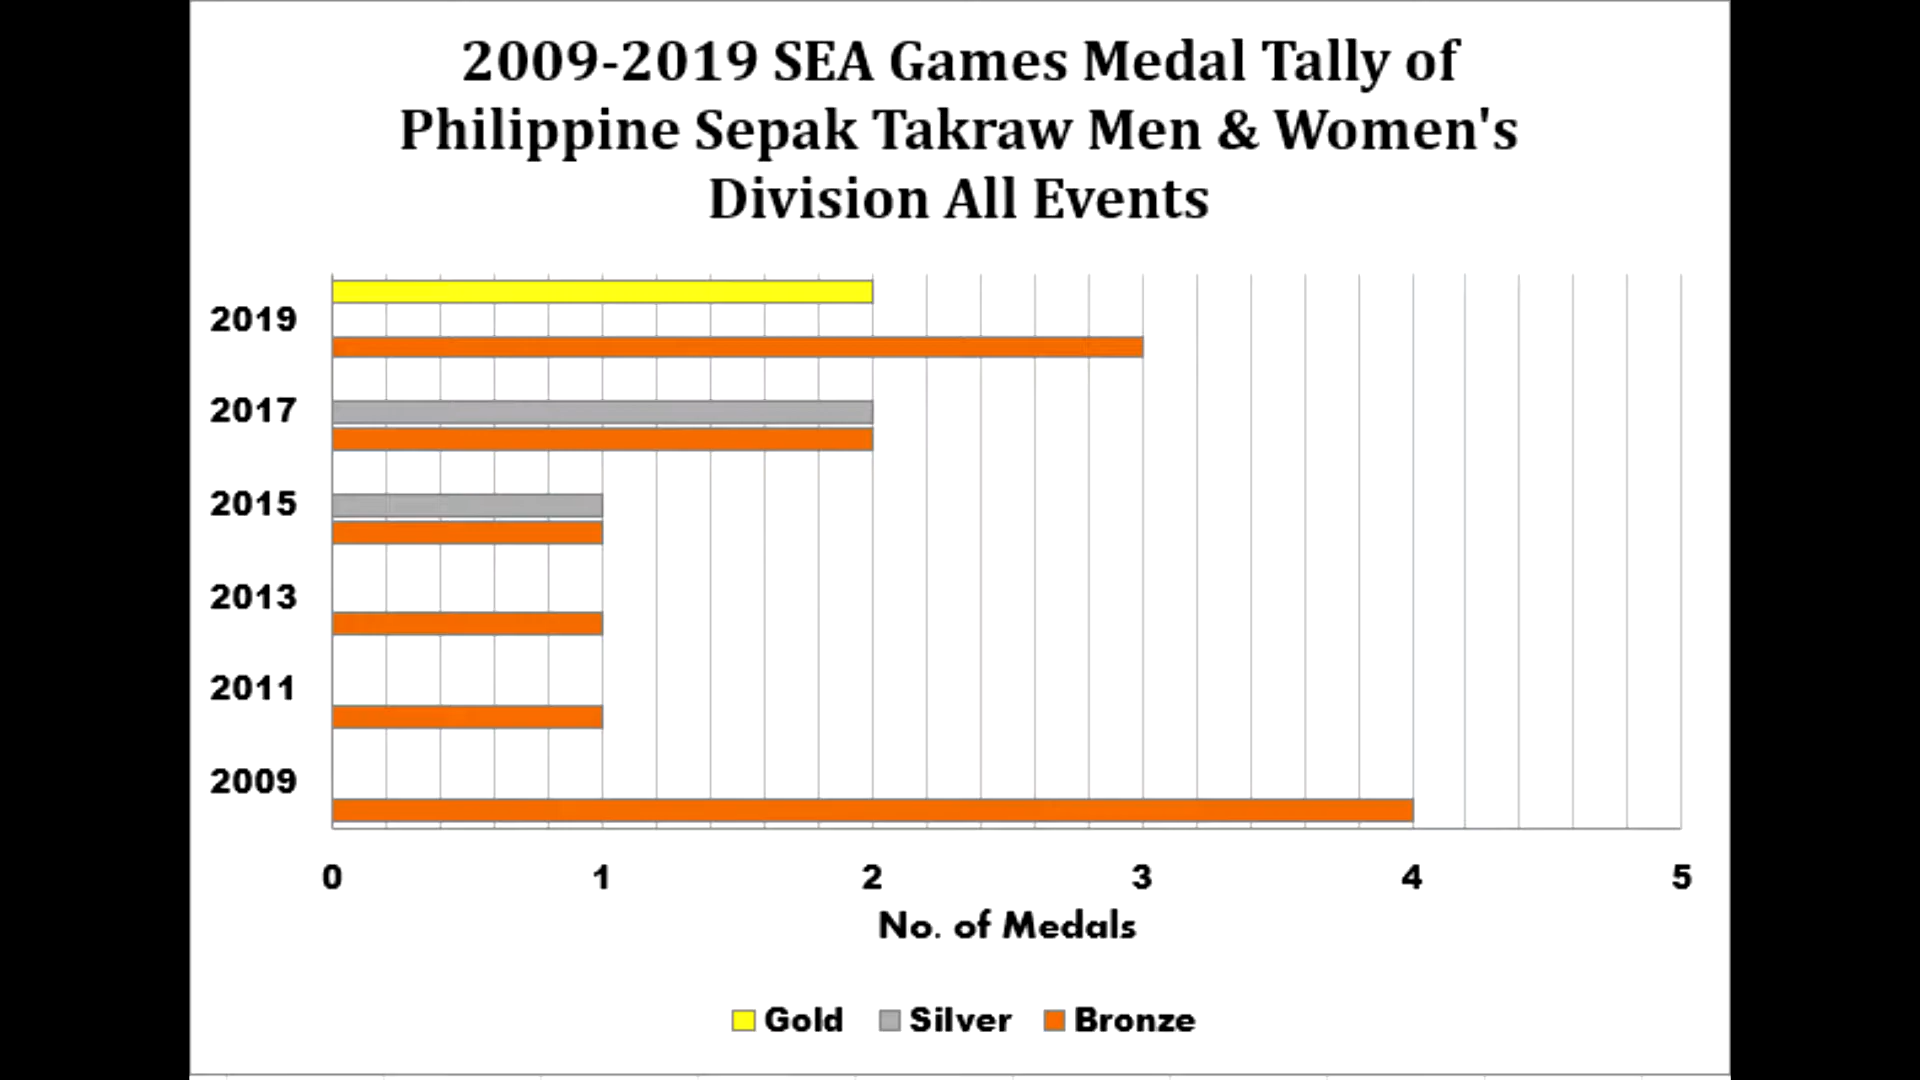 2009-2019 SEA Games Medal Tally of
Philippine Sepak Takraw Men & Women's
Division All Events
2019
2017
2015
2013
2011
2009
0 1 2 3 4 5
No. of Medals
Gold Silver Bronze